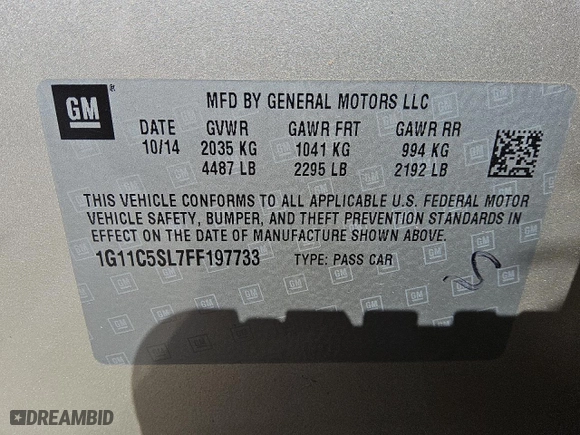 GM
MFD BY GENERAL MOTORS LLC
DATE GVWR GAWR FRT GAWR RR
10/14 2035 KG 1041 KG 994 KG
4487 LB 2295 LB 2192 LB
THIS VEHICLE CONFORMS TO ALL APPLICABLE U.S. FEDERAL MOTOR
VEHICLE SAFETY, BUMPER, AND THEFT PREVENTION STANDARDS IN
EFFECT ON THE DATE OF MANUFACTURE SHOWN ABOVE.
1G11C5SL7FF197733 TYPE: PASS CAR
DREAMBID